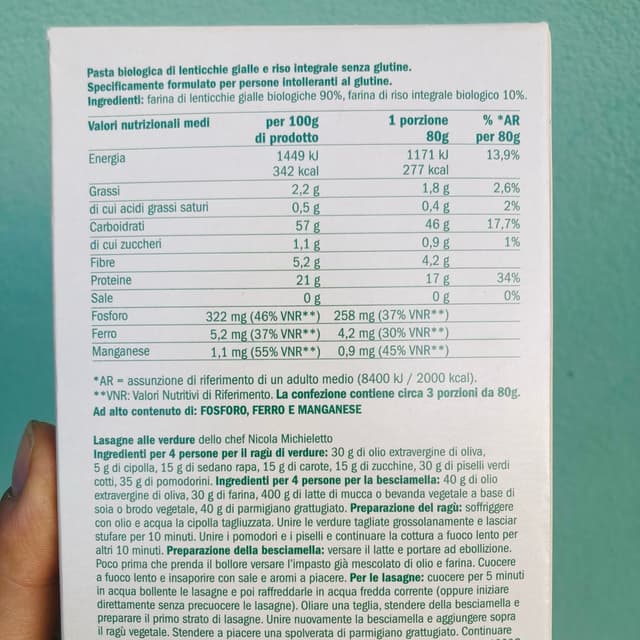 Pasta biologica di lenticchie gialle e riso integrale senza glutine.
Specificamente formulato per persone intolleranti al glutine.
Ingredienti: farina di lenticchie gialle biologiche 90%, farina di riso integrale biologico 10%.
Valori nutrizionali medi per 100g 1 porzione % *AR
di prodotto 80g per 80g
Energia 1449 kJ 1171 kJ 13,9%
342 kcal 277 kcal
Grassi 2,2 g 1,8 g 2,6%
di cui acidi grassi saturi 0,5 g 0,4 g 2%
Carboidrati 57 g 46 g 17,7%
di cui zuccheri 1,1 g 0,9 g 1%
Fibre 5,2 g 4,2 g
Proteine 21 g 17 g 34%
Sale 0 g 0 g 0%
Fosforo 322 mg (46% VNR**) 258 mg (37% VNR**)
Ferro 5,2 mg (37% VNR**) 4,2 mg (30% VNR**)
Manganese 1,1 mg (55% VNR**) 0,9 mg (45% VNR**)
*AR = assunzione di riferimento di un adulto medio (8400 kJ / 2000 kcal).
**VNR: Valori Nutritivi di Riferimento. La confezione contiene circa 3 porzioni da 80g.
Ad alto contenuto di: FOSFORO, FERRO E MANGANESE
Lasagne alle verdure dello chef Nicola Michieletto
Ingredienti per 4 persone per il ragù di verdure: 30 g di olio extravergine di oliva,
5 g di cipolla, 15 g di sedano rapa, 15 g di carote, 15 g di zucchine, 30 g di piselli verdi
cotti, 35 g di pomodorini. Ingredienti per 4 persone per la besciamella: 40 g di olio
extravergine di oliva, 30 g di farina, 400 g di latte di mucca o bevanda vegetale a base di
soia o brodo vegetale, 40 g di parmigiano grattugiato. Preparazione del ragù: soffriggere
con olio e acqua la cipolla tagliuzzata. Unire le verdure tagliate grossolanamente e lasciar
stufare per 10 minuti. Unire i pomodori e i piselli e continuare la cottura a fuoco lento per
altri 10 minuti. Preparazione della besciamella: versare il latte e portare ad ebollizione.
Poco prima che prenda il bollore versare l'impasto già mescolato di olio e farina. Cuocere
a fuoco lento e insaporire con sale e aromi a piacere. Per le lasagne: cuocere per 5 minuti
in acqua bollente le lasagne e poi raffreddarle in acqua fredda corrente (oppure iniziare
direttamente senza precuocere le lasagne). Oliare una teglia, stendere della besciamella e
preparare il primo strato di lasagne. Unire nuovamente la besciamella e aggiungere sopra
il ragù vegetale. Stendere a piacere una spolverata di parmigiano grattugiato. Continuare